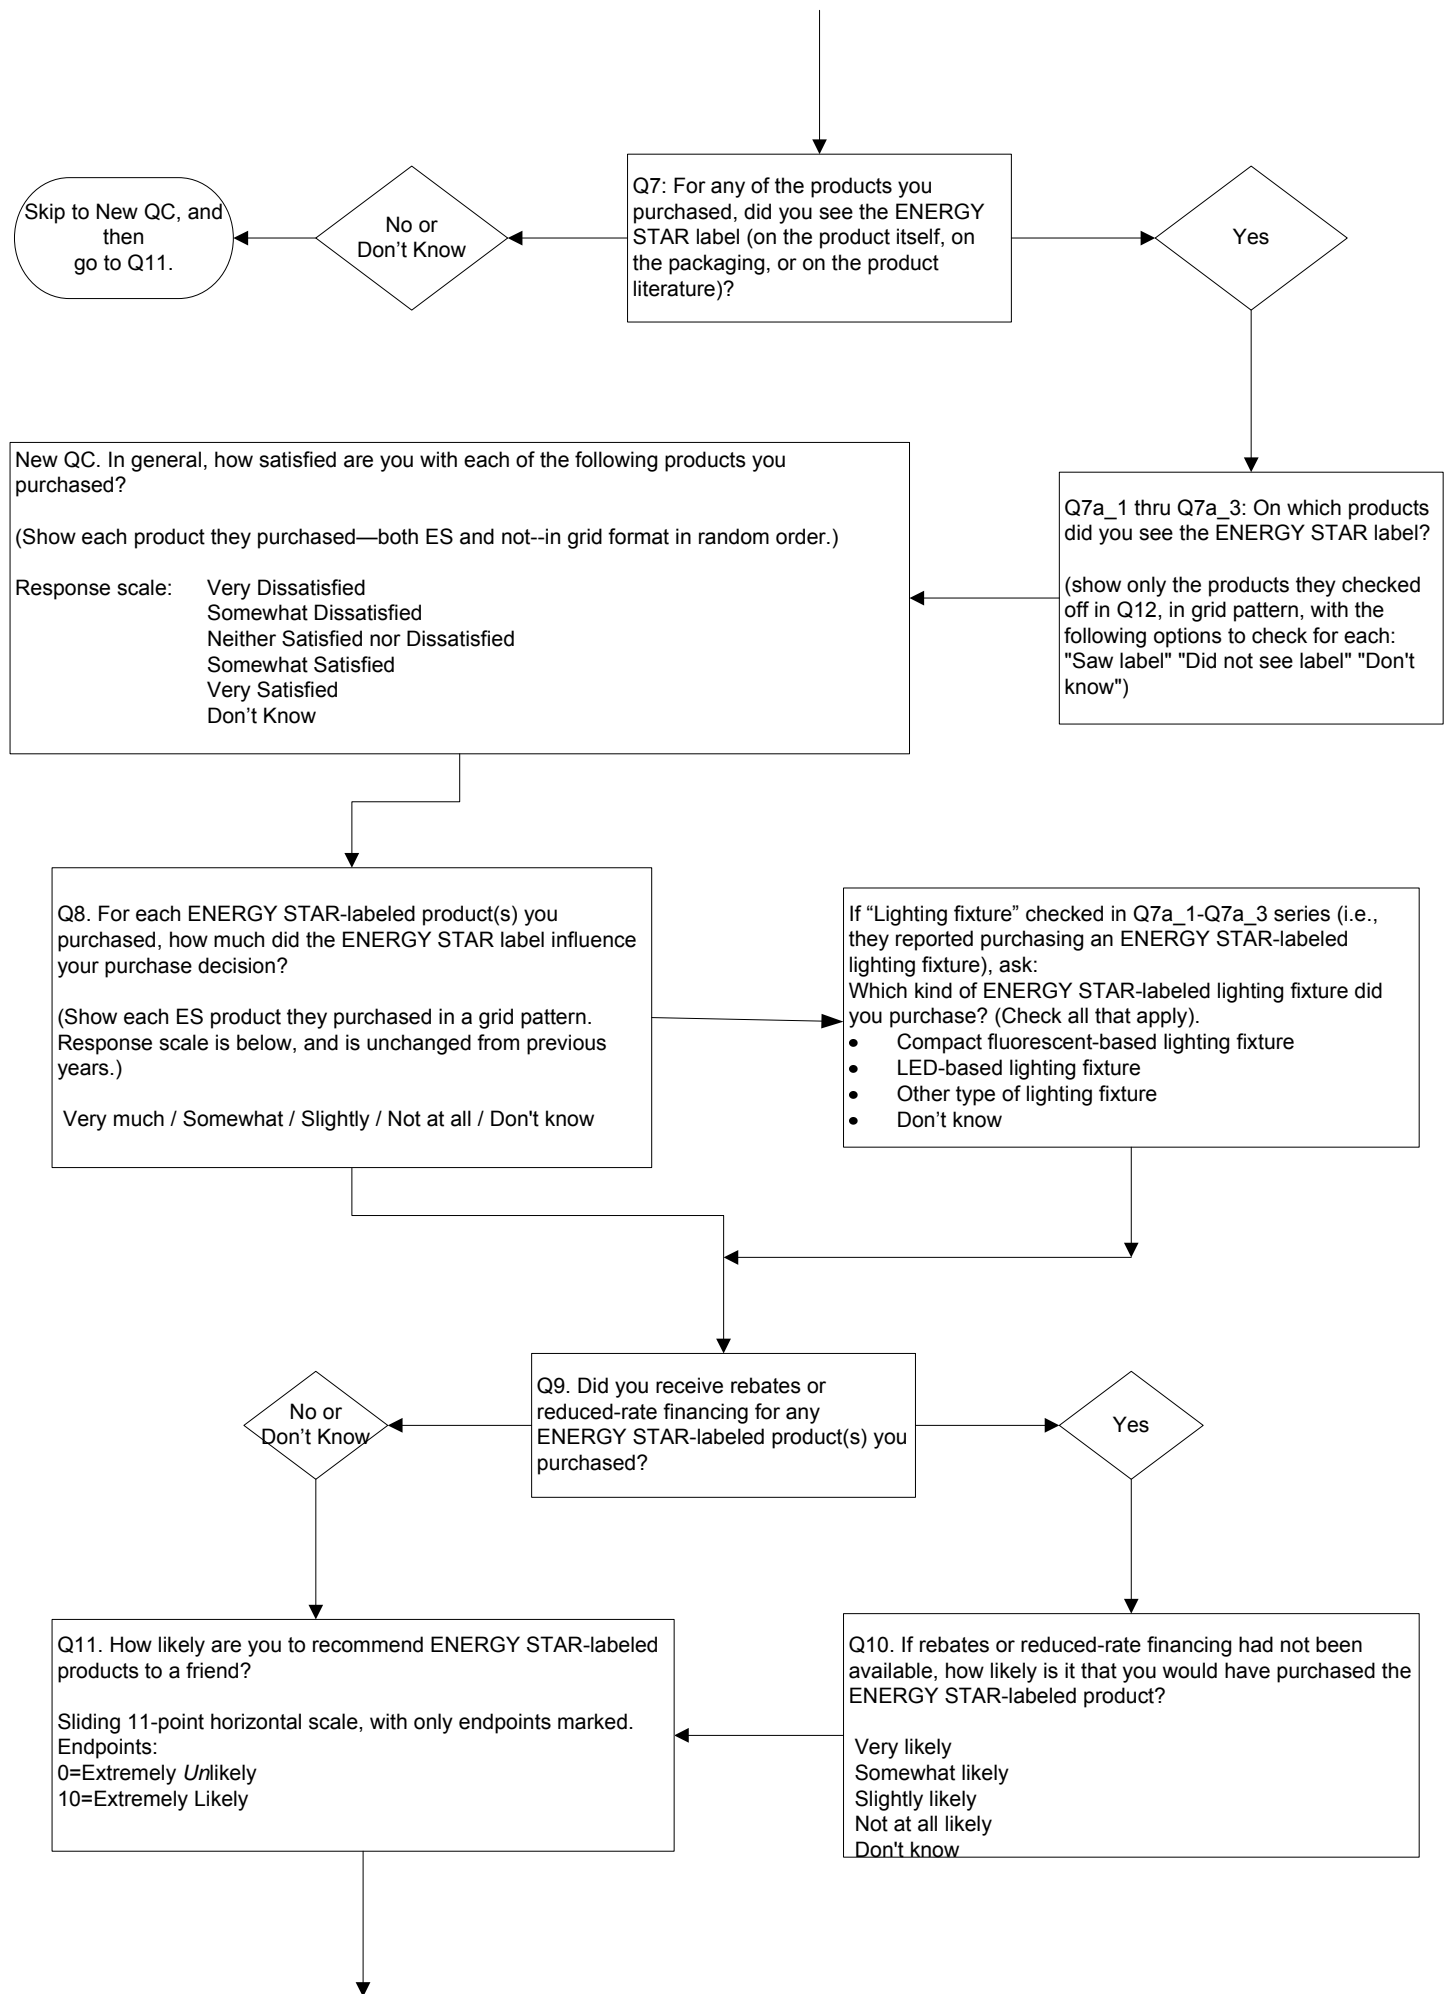 Skip to New QC, and
then
go to Q11.
No or
Don’t Know
Q7: For any of the products you
purchased, did you see the ENERGY
STAR label (on the product itself, on
the packaging, or on the product
literature)?
Yes
New QC. In general, how satisfied are you with each of the following products you
purchased?
(Show each product they purchased—both ES and not--in grid format in random order.)
Response scale: Very Dissatisfied
Somewhat Dissatisfied
Neither Satisfied nor Dissatisfied
Somewhat Satisfied
Very Satisfied
Don’t Know
Q7a_1 thru Q7a_3: On which products
did you see the ENERGY STAR label?
(show only the products they checked
off in Q12, in grid pattern, with the
following options to check for each:
"Saw label" "Did not see label" "Don't
know")
Q8. For each ENERGY STAR-labeled product(s) you
purchased, how much did the ENERGY STAR label influence
your purchase decision?
(Show each ES product they purchased in a grid pattern.
Response scale is below, and is unchanged from previous
years.)
Very much / Somewhat / Slightly / Not at all / Don't know
If “Lighting fixture” checked in Q7a_1-Q7a_3 series (i.e.,
they reported purchasing an ENERGY STAR-labeled
lighting fixture), ask:
Which kind of ENERGY STAR-labeled lighting fixture did
you purchase? (Check all that apply).
• Compact fluorescent-based lighting fixture
• LED-based lighting fixture
• Other type of lighting fixture
• Don’t know
No or
Don’t Know
Q9. Did you receive rebates or
reduced-rate financing for any
ENERGY STAR-labeled product(s) you
purchased?
Yes
Q11. How likely are you to recommend ENERGY STAR-labeled
products to a friend?
Sliding 11-point horizontal scale, with only endpoints marked.
Endpoints:
0=Extremely Unlikely
10=Extremely Likely
Q10. If rebates or reduced-rate financing had not been
available, how likely is it that you would have purchased the
ENERGY STAR-labeled product?
Very likely
Somewhat likely
Slightly likely
Not at all likely
Don't know